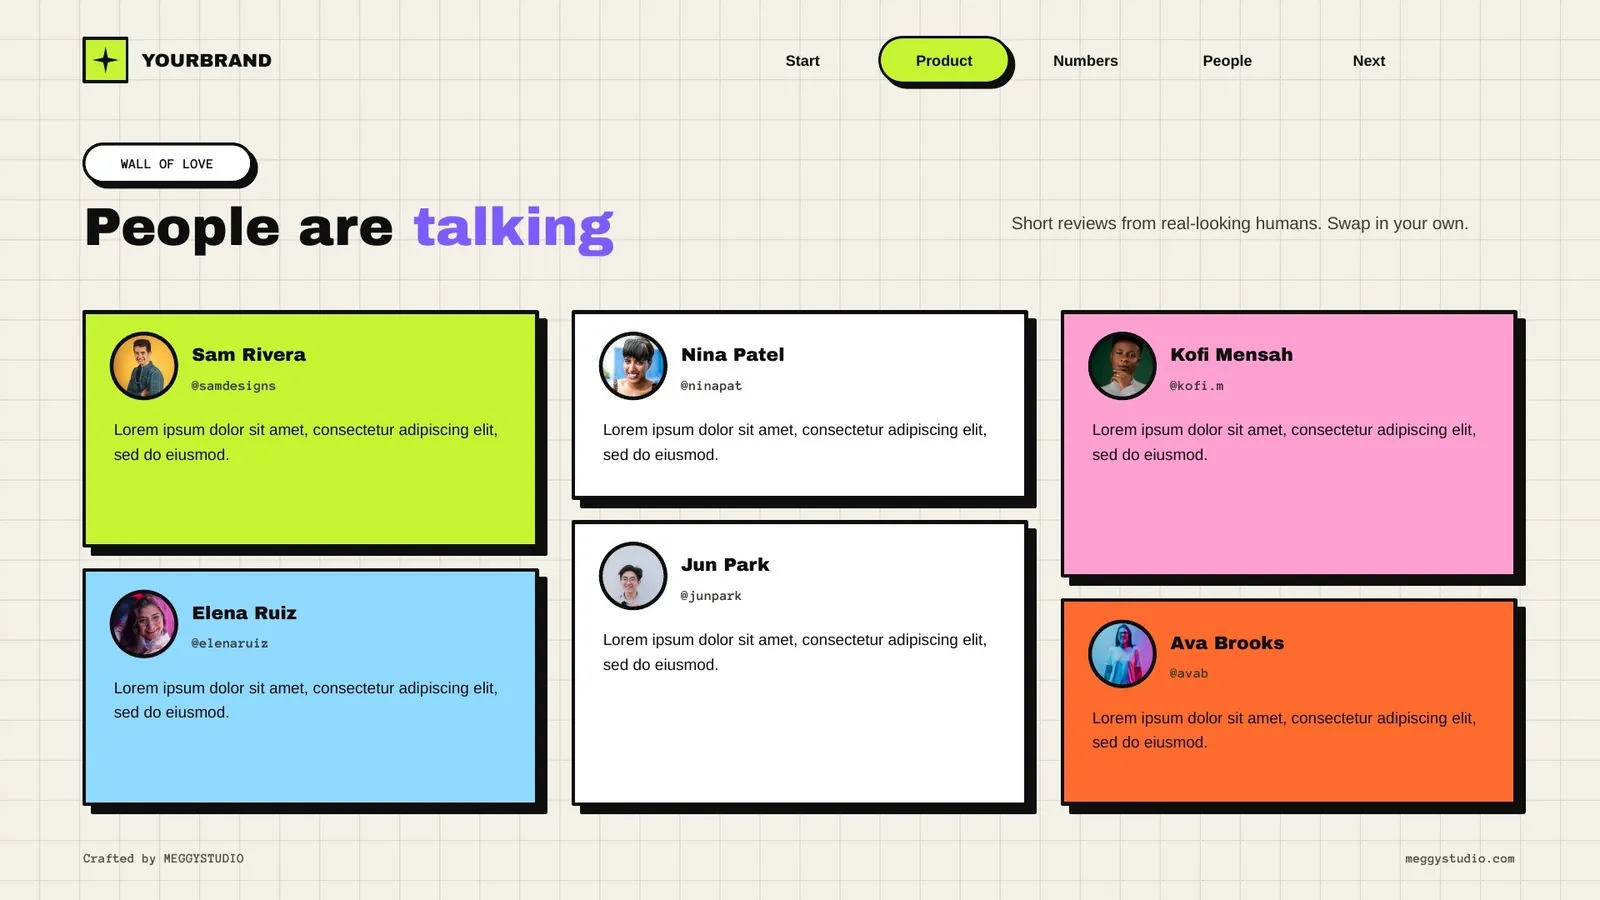 YOURBRAND
Start
Product
Numbers
People
Next
WALL OF LOVE
People are talking
Short reviews from real-looking humans. Swap in your own.
Sam Rivera
@samdesigns
Lorem ipsum dolor sit amet, consectetur adipiscing elit,
sed do eiusmod.
Nina Patel
@ninapat
Lorem ipsum dolor sit amet, consectetur adipiscing elit,
sed do eiusmod.
Kofi Mensah
@kofi.m
Lorem ipsum dolor sit amet, consectetur adipiscing elit,
sed do eiusmod.
Elena Ruiz
@elenaruiz
Lorem ipsum dolor sit amet, consectetur adipiscing elit,
sed do eiusmod.
Jun Park
@junpark
Lorem ipsum dolor sit amet, consectetur adipiscing elit,
sed do eiusmod.
Ava Brooks
@avab
Lorem ipsum dolor sit amet, consectetur adipiscing elit,
sed do eiusmod.
Crafted by MEGGYSTUDIO
meggystudio.com